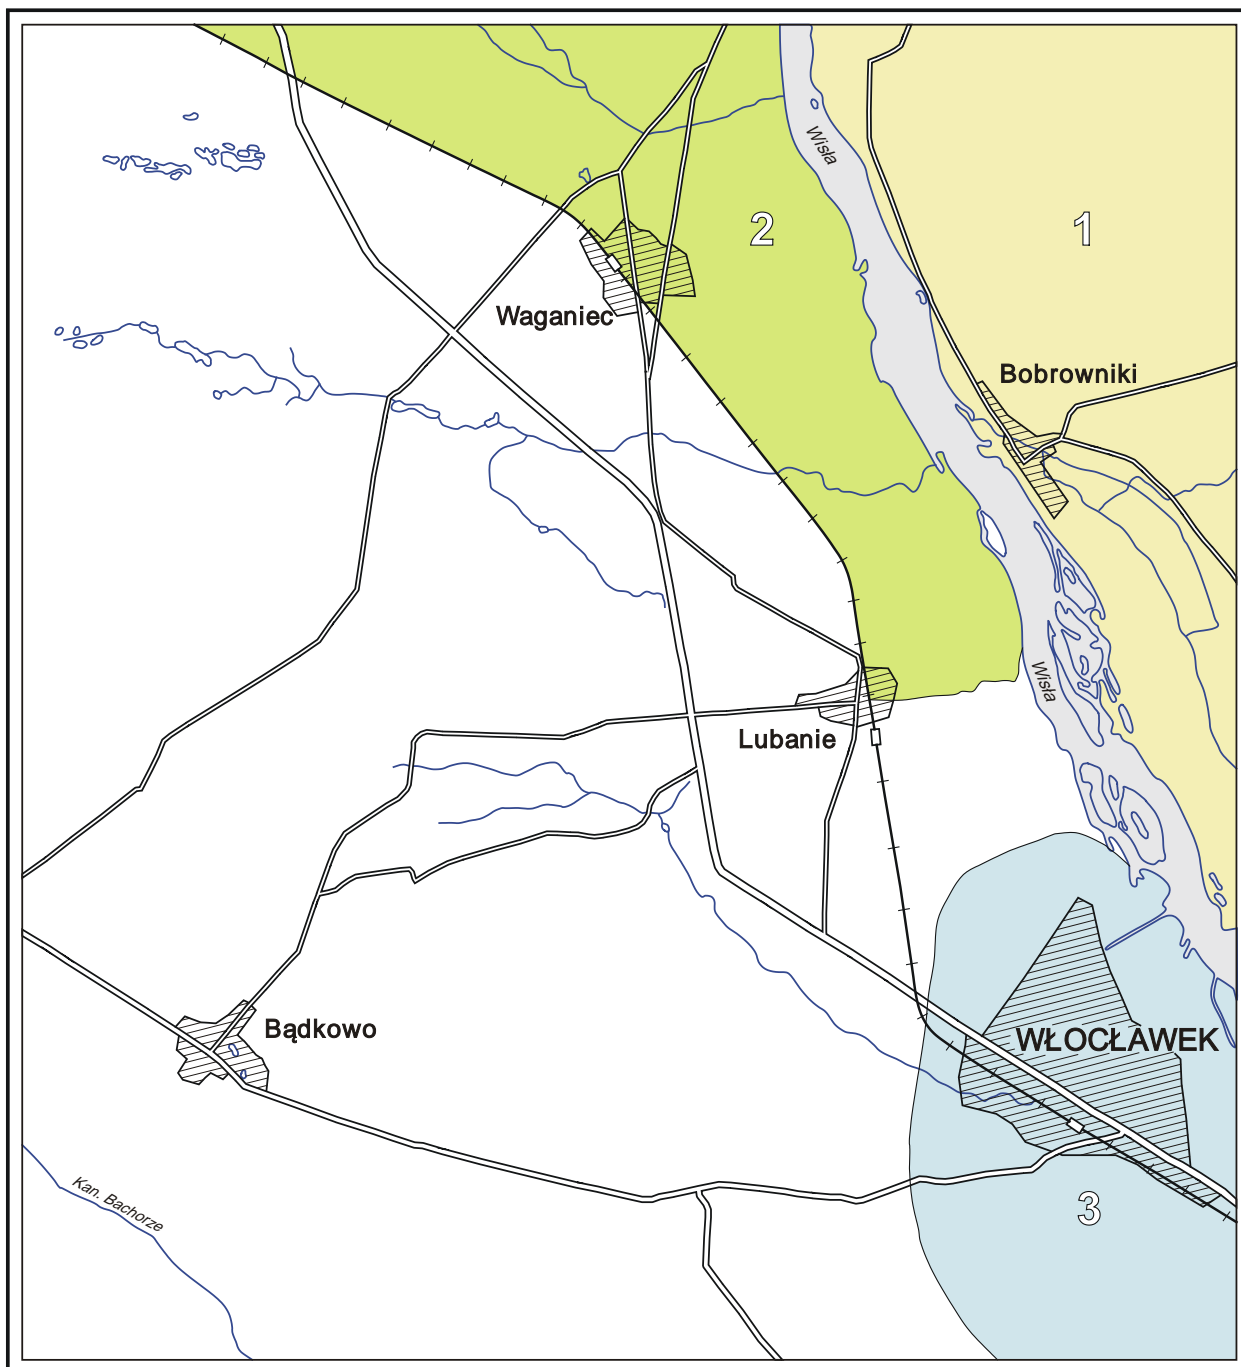 Wisła
2
1
Waganiec
Bobrowniki
Wisła
Lubanie
Bądkowo
WŁOCŁAWEK
Kan. Bachorze
3